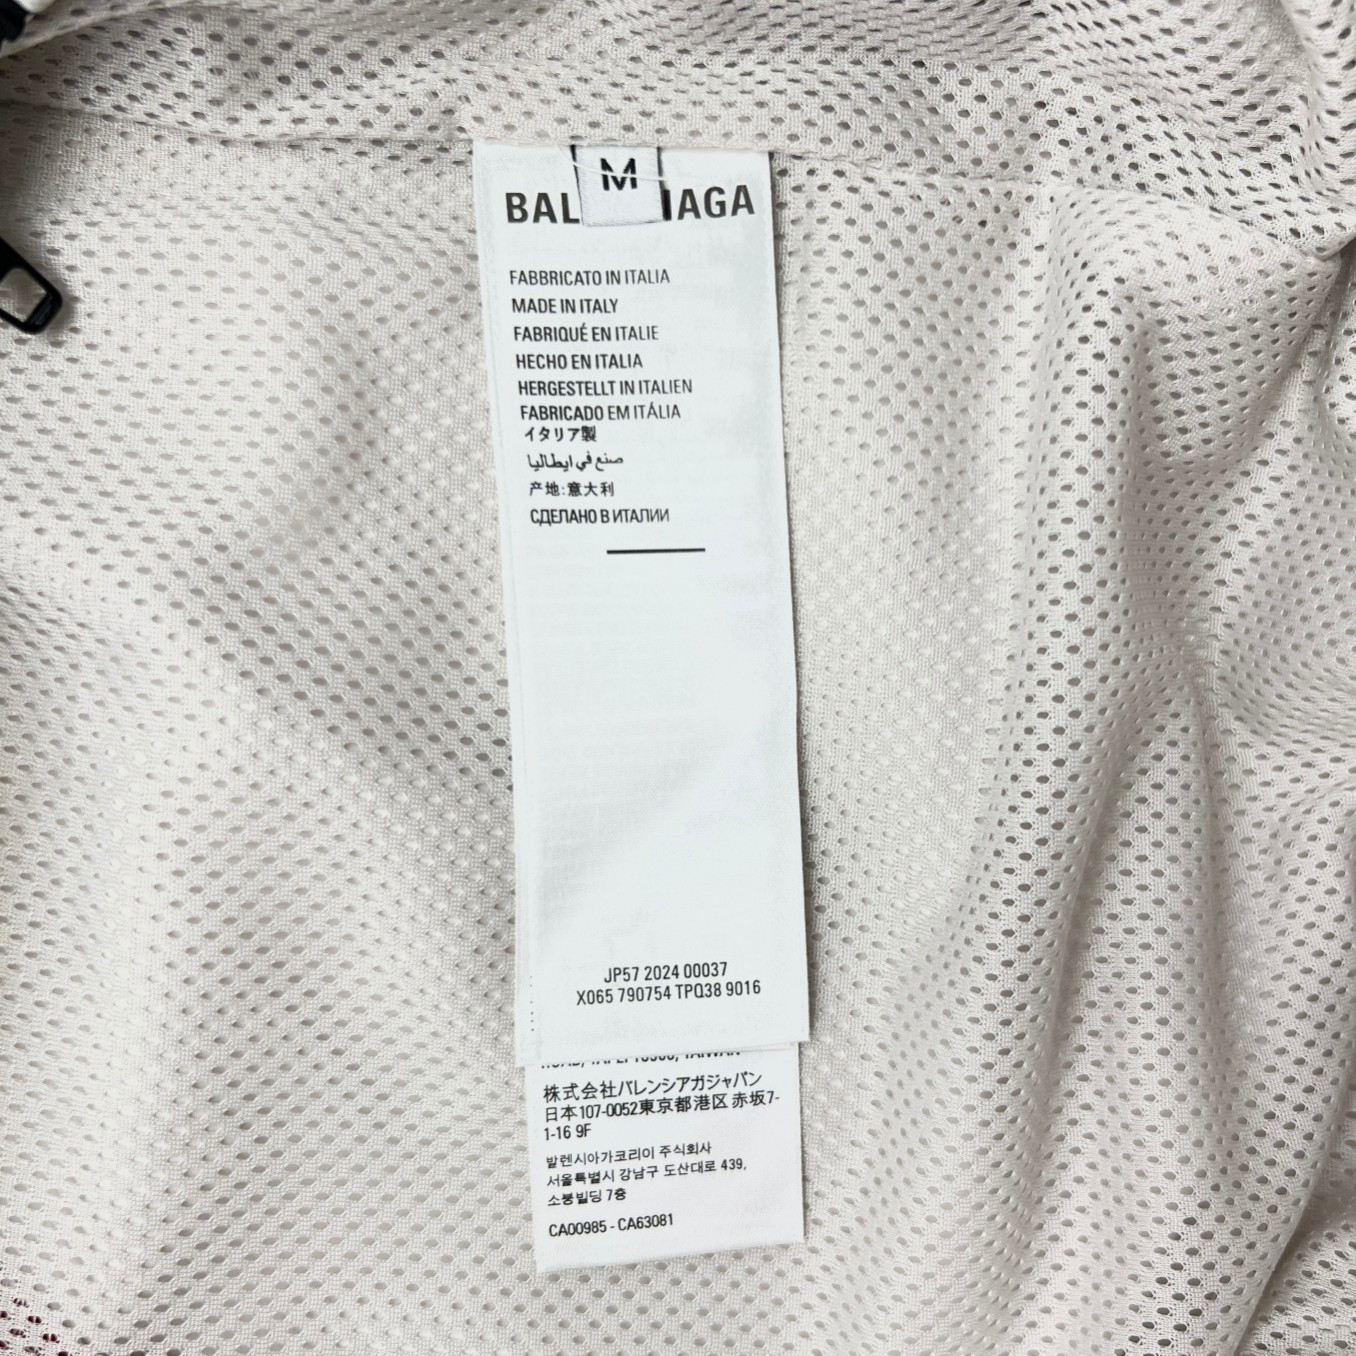 M
BAL IAGA
FABBRICATO IN ITALIA
MADE IN ITALY
FABRIQUÉ EN ITALIE
HECHO EN ITALIA
HERGESTELLT IN ITALIEN
FABRICADO EM ITÁLIA
イタリア製
صنع في ايطاليا
产地:意大利
СДЕЛАНО В ИТАЛИИ
JP57 2024 00037
X065 790754 TPQ38 9016
株式会社バレンシアガジャパン
日本107-0052東京都港区 赤坂7-
1-16 9F
발렌시아가코리이 주식회사
서울특별시 강남구 도산대로 439,
소봉빌딩 7층
CA00985 - CA63081